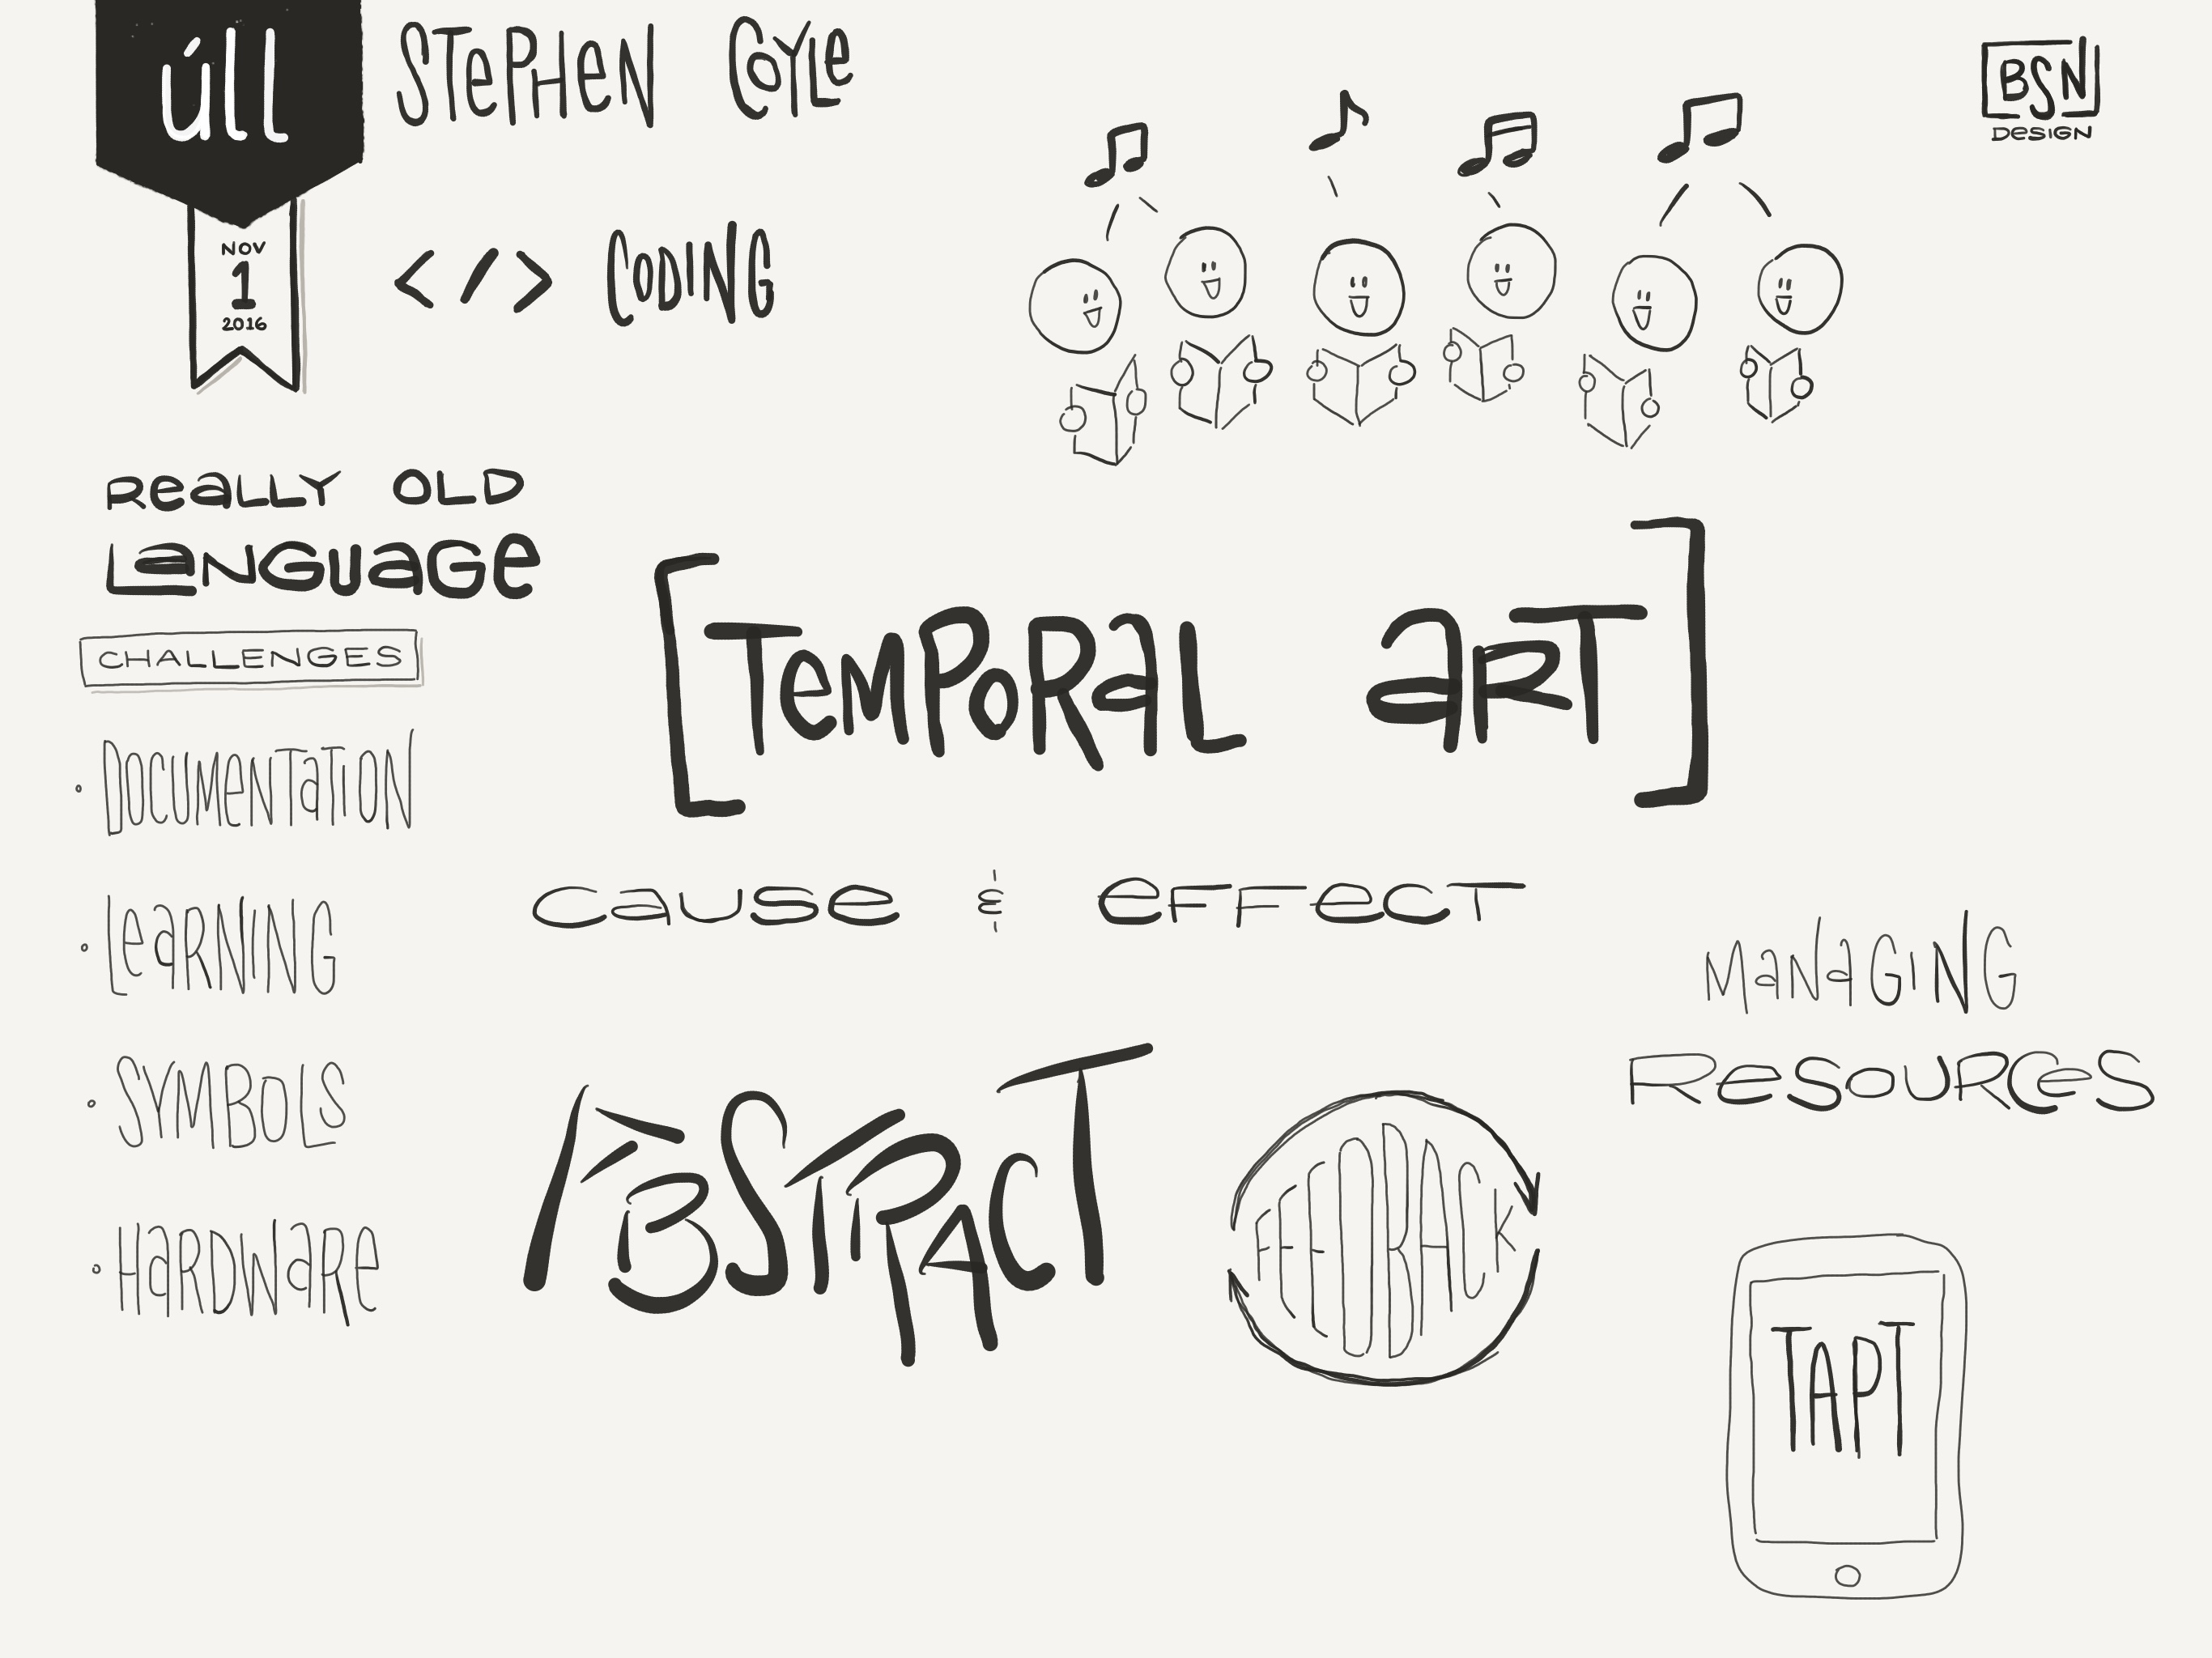 úll
STePHeN COYLe
NOV
1
2016
</> CODING
BSN
DeSIGN
ReaLLY OLD
LaNGUaGe
CHALLENGES
• DOCUMeNTaTION
• LeaRNING
• SYMBOLS
• HaRDWaRe
[TeMPORaL aRT]
CaUSe & eFFeCT
ABSTRACT
FEEDBACK
MaNaGING
ReSOURCeS
TAPT